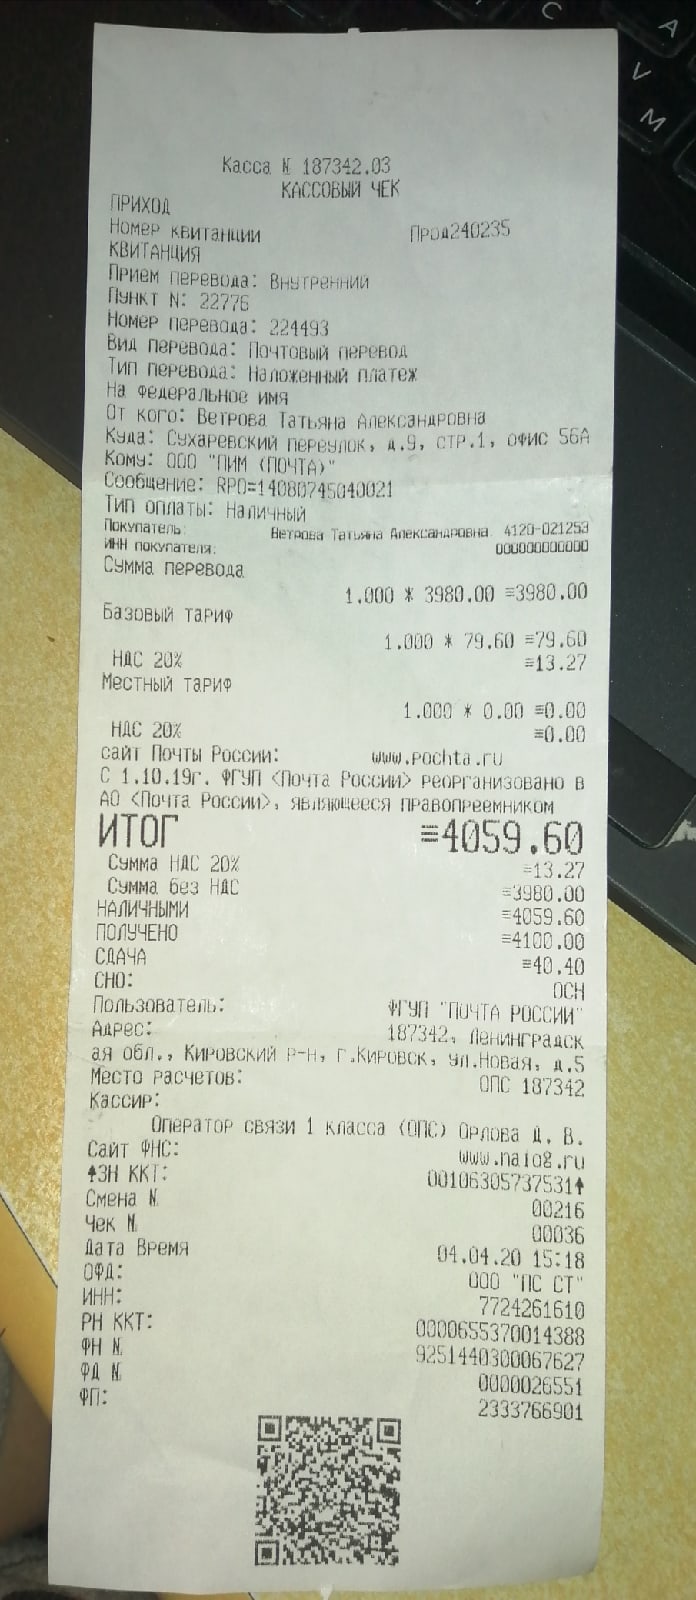 Касса № 187342.03
КАССОВЫЙ ЧЕК
ПРИХОД
Номер квитанции Прод240235
КВИТАНЦИЯ
Прием перевода: Внутренний
Пункт N: 22776
Номер перевода: 224493
Вид перевода: Почтовый перевод
Тип перевода: Наложенный платеж
На федеральное имя
От кого: Ветрова Татьяна Александровна
Куда: Сухаревский переулок, д.9, СТР.1, ОФИС 56А
Кому: ООО "ПИМ (ПОЧТА)"
Сообщение: RPO=14080745040021
Тип оплаты: Наличный
Покупатель: Ветрова Татьяна Александровна 4120-021253
ИНН покупателя: 000000000000
Сумма перевода
1.000 * 3980.00 ≡3980.00
Базовый тариф
1.000 * 79.60 ≡79.60
НДС 20% ≡13.27
Местный тариф
1.000 * 0.00 ≡0.00
НДС 20% ≡0.00
сайт Почты России: www.pochta.ru
С 1.10.19г. ФГУП <Почта России> реорганизовано в
АО <Почта России>, являющееся правопреемником
ИТОГ ≡4059.60
Сумма НДС 20% ≡13.27
Сумма без НДС ≡3980.00
НАЛИЧНЫМИ ≡4059.60
ПОЛУЧЕНО ≡4100.00
СДАЧА ≡40.40
СНО: ОСН
Пользователь: ФГУП "ПОЧТА РОССИИ"
Адрес: 187342, Ленинградск
ая обл., Кировский р-н, г.Кировск, ул.Новая, д.5
Место расчетов: ОПС 187342
Кассир:
Оператор связи 1 класса (ОПС) Орлова Д. В.
Сайт ФНС: www.nalog.ru
↑ЗН ККТ: 00106305737531↑
Смена № 00216
Чек № 00036
Дата Время 04.04.20 15:18
ОФД: ООО "ПС СТ"
ИНН: 7724261610
РН ККТ: 0000655370014388
ФН № 9251440300067627
ФД № 0000026551
ФП: 2333766901
C
A
V
M